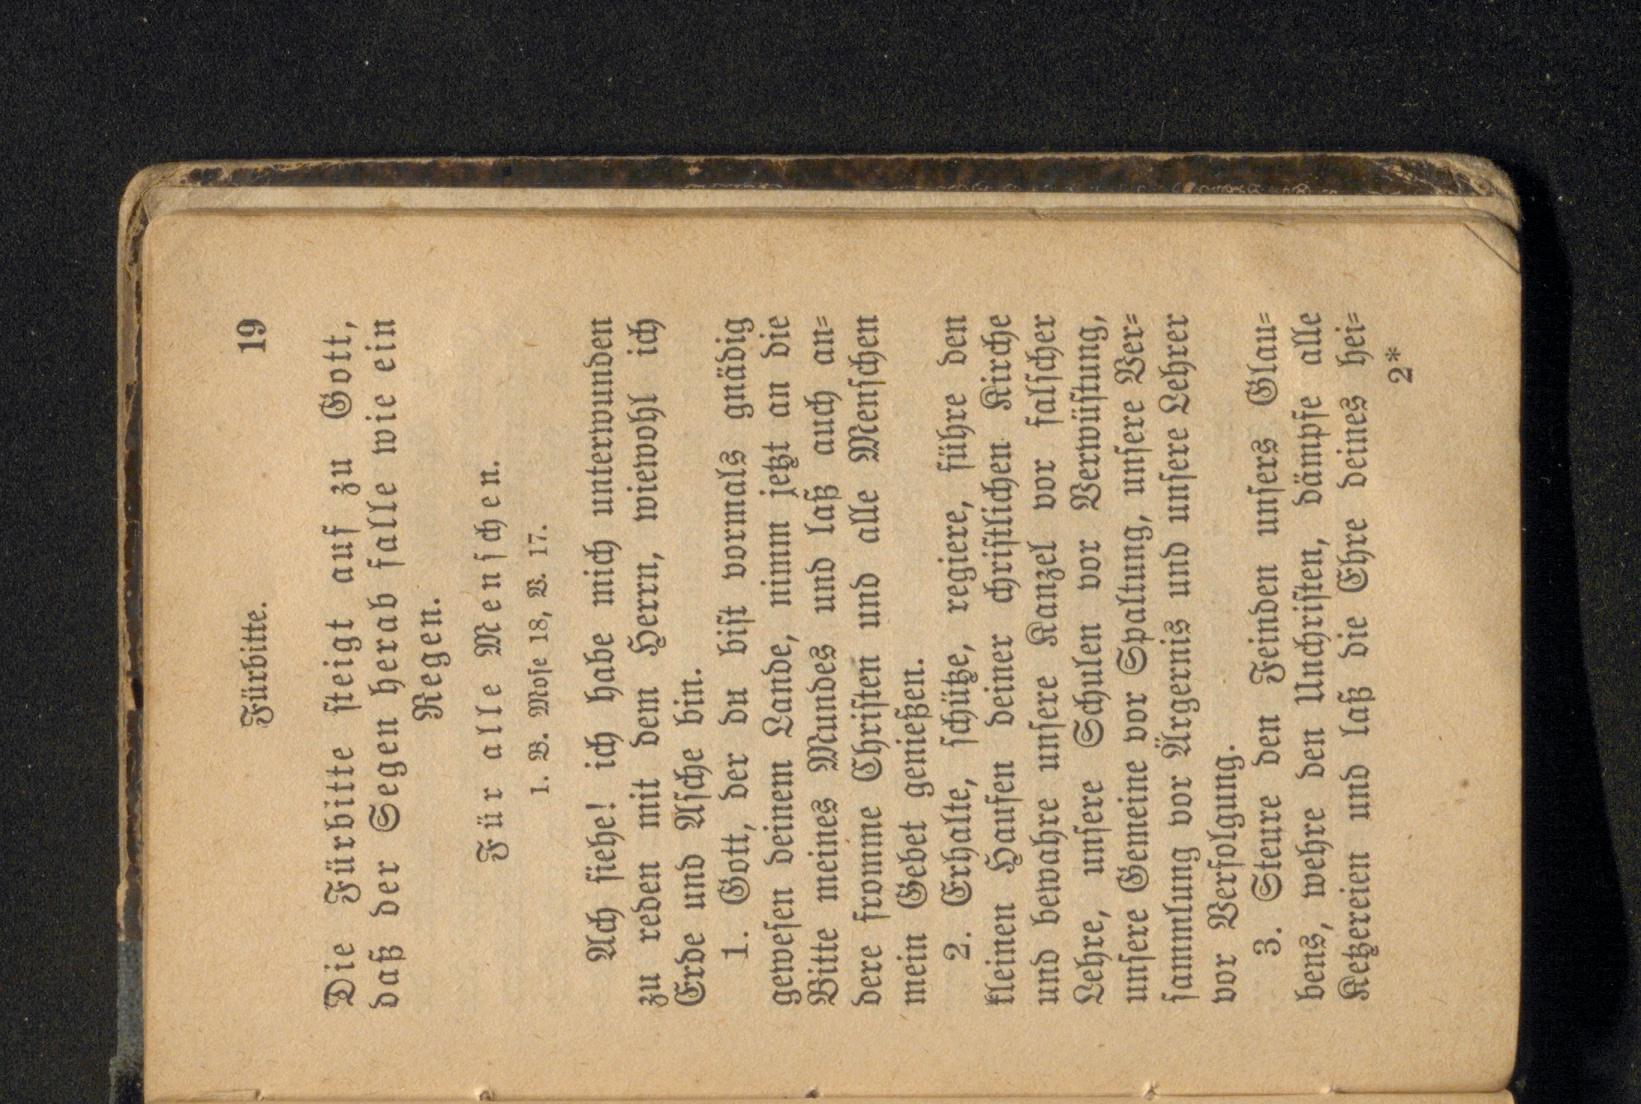 Fürbitte. 19
Die Fürbitte steigt auf zu Gott,
daß der Segen herab falle wie ein
Regen.
Für alle Menschen.
1. B. Mose 18, V. 17.
Ach siehe! ich habe mich unterwunden
zu reden mit dem Herrn, wiewohl ich
Erde und Asche bin.
1. Gott, der du bist vormals gnädig
gewesen deinem Lande, nimm jetzt an die
Bitte meines Mundes und laß auch an=
dere fromme Christen und alle Menschen
mein Gebet genießen.
2. Erhalte, schütze, regiere, führe den
kleinen Haufen deiner christlichen Kirche
und bewahre unsere Kanzel vor falscher
Lehre, unsere Schulen vor Verwüstung,
unsere Gemeine vor Spaltung, unsere Ver=
sammlung vor Ärgernis und unsere Lehrer
vor Verfolgung.
3. Steure den Feinden unsers Glau=
bens, wehre den Unchristen, dämpfe alle
Ketzereien und laß die Ehre deines hei=
2*